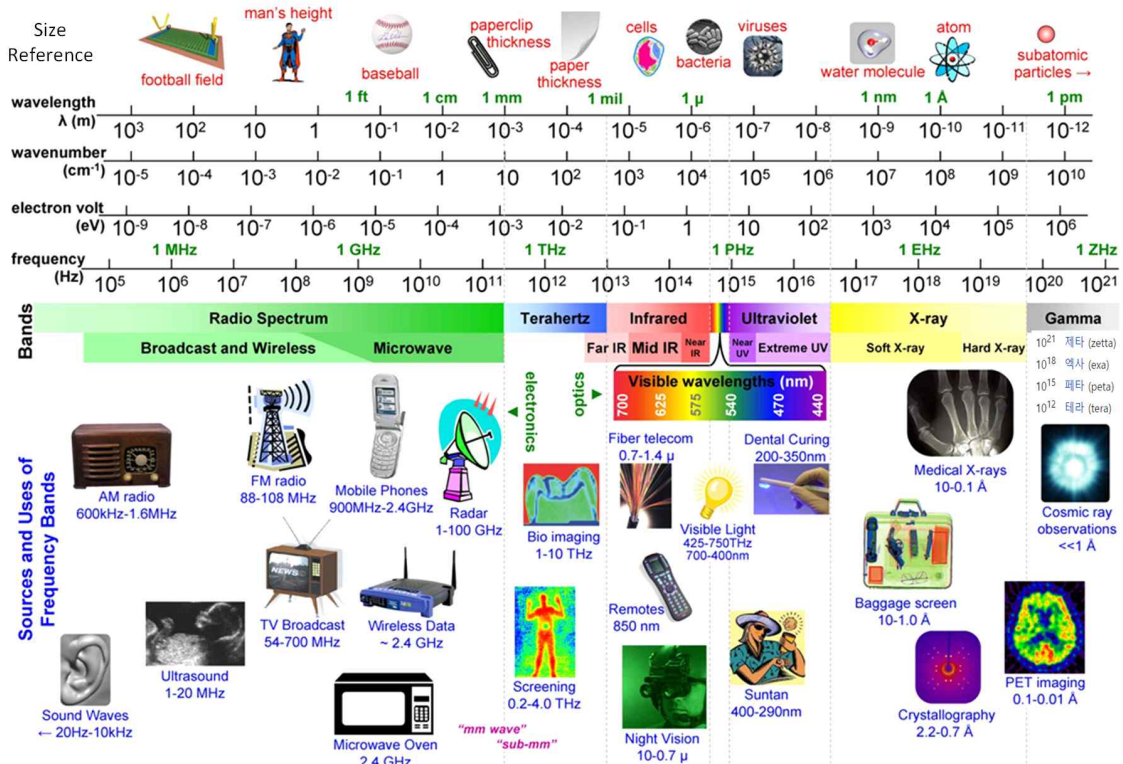 Size
Reference
football field
man's height
baseball
paperclip
thickness
paper
thickness
cells
bacteria
viruses
water molecule
atom
subatomic
particles →
wavelength
λ (m)
1 ft 1 cm 1 mm 1 mil 1 µ 1 nm 1 Å 1 pm
10³ 10² 10 1 10⁻¹ 10⁻² 10⁻³ 10⁻⁴ 10⁻⁵ 10⁻⁶ 10⁻⁷ 10⁻⁸ 10⁻⁹ 10⁻¹⁰ 10⁻¹¹ 10⁻¹²
wavenumber
(cm⁻¹)
10⁻⁵ 10⁻⁴ 10⁻³ 10⁻² 10⁻¹ 1 10 10² 10³ 10⁴ 10⁵ 10⁶ 10⁷ 10⁸ 10⁹ 10¹⁰
electron volt
(eV)
10⁻⁹ 10⁻⁸ 10⁻⁷ 10⁻⁶ 10⁻⁵ 10⁻⁴ 10⁻³ 10⁻² 10⁻¹ 1 10 10² 10³ 10⁴ 10⁵ 10⁶
frequency
(Hz)
1 MHz 1 GHz 1 THz 1 PHz 1 EHz 1 ZHz
10⁵ 10⁶ 10⁷ 10⁸ 10⁹ 10¹⁰ 10¹¹ 10¹² 10¹³ 10¹⁴ 10¹⁵ 10¹⁶ 10¹⁷ 10¹⁸ 10¹⁹ 10²⁰ 10²¹
Bands
Radio Spectrum Terahertz Infrared Ultraviolet X-ray Gamma
Broadcast and Wireless Microwave Far IR Mid IR Near
IR
Near
UV
Extreme UV Soft X-ray Hard X-ray
10²¹ 제타 (zetta)
10¹⁸ 엑사 (exa)
10¹⁵ 페타 (peta)
10¹² 테라 (tera)
electronics
optics
Visible wavelengths (nm)
700 625 575 540 470 440
Sources and Uses of
Frequency Bands
AM radio
600kHz-1.6MHz
FM radio
88-108 MHz
Mobile Phones
900MHz-2.4GHz
Radar
1-100 GHz
Bio imaging
1-10 THz
Fiber telecom
0.7-1.4 µ
Visible Light
425-750THz
700-400nm
Dental Curing
200-350nm
Medical X-rays
10-0.1 Å
Cosmic ray
observations
<<1 Å
NEWS
TV Broadcast
54-700 MHz
Wireless Data
~ 2.4 GHz
Remotes
850 nm
Baggage screen
10-1.0 Å
Ultrasound
1-20 MHz
Screening
0.2-4.0 THz
Suntan
400-290nm
PET imaging
0.1-0.01 Å
Sound Waves
← 20Hz-10kHz
Microwave Oven
2.4 GHz
"mm wave"
"sub-mm"
Night Vision
10-0.7 µ
Crystallography
2.2-0.7 Å